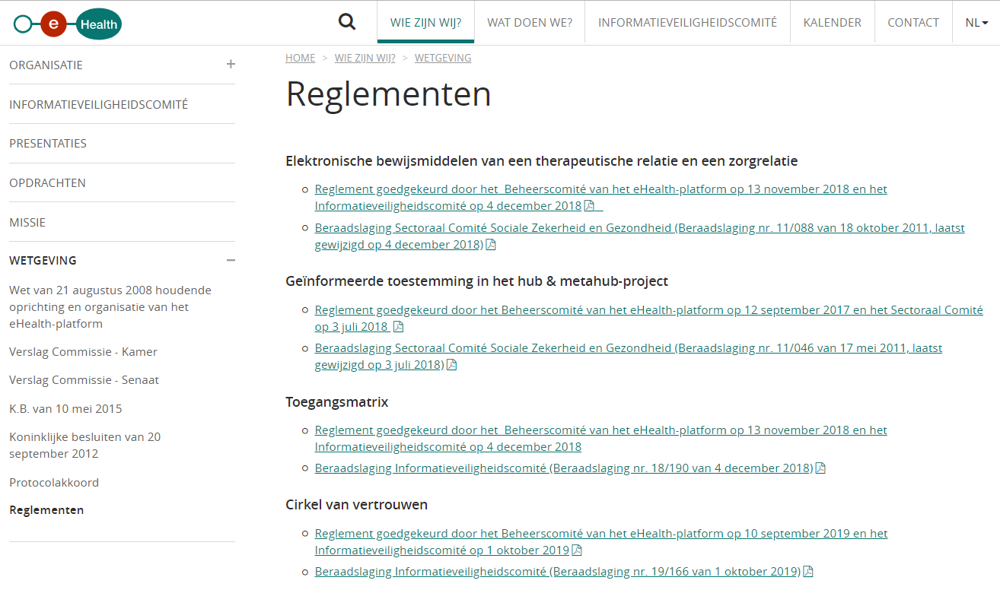 e Health
WIE ZIJN WIJ?
WAT DOEN WE?
INFORMATIEVEILIGHEIDSCOMITÉ
KALENDER
CONTACT
NL
ORGANISATIE
INFORMATIEVEILIGHEIDSCOMITÉ
PRESENTATIES
OPDRACHTEN
MISSIE
WETGEVING
Wet van 21 augustus 2008 houdende
oprichting en organisatie van het
eHealth-platform
Verslag Commissie - Kamer
Verslag Commissie - Senaat
K.B. van 10 mei 2015
Koninklijke besluiten van 20
september 2012
Protocolakkoord
Reglementen
HOME > WIE ZIJN WIJ? > WETGEVING
Reglementen
Elektronische bewijsmiddelen van een therapeutische relatie en een zorgrelatie
Reglement goedgekeurd door het  Beheerscomité van het eHealth-platform op 13 november 2018 en het
Informatieveiligheidscomité op 4 december 2018
Beraadslaging Sectoraal Comité Sociale Zekerheid en Gezondheid (Beraadslaging nr. 11/088 van 18 oktober 2011, laatst
gewijzigd op 4 december 2018)
Geïnformeerde toestemming in het hub & metahub-project
Reglement goedgekeurd door het Beheerscomité van het eHealth-platform op 12 september 2017 en het Sectoraal Comité
op 3 juli 2018
Beraadslaging Sectoraal Comité Sociale Zekerheid en Gezondheid (Beraadslaging nr. 11/046 van 17 mei 2011, laatst
gewijzigd op 3 juli 2018)
Toegangsmatrix
Reglement goedgekeurd door het  Beheerscomité van het eHealth-platform op 13 november 2018 en het
Informatieveiligheidscomité op 4 december 2018
Beraadslaging Informatieveiligheidscomité (Beraadslaging nr. 18/190 van 4 december 2018)
Cirkel van vertrouwen
Reglement goedgekeurd door het Beheerscomité van het eHealth-platform op 10 september 2019 en het
Informatieveiligheidscomité op 1 oktober 2019
Beraadslaging Informatieveiligheidscomité (Beraadslaging nr. 19/166 van 1 oktober 2019)